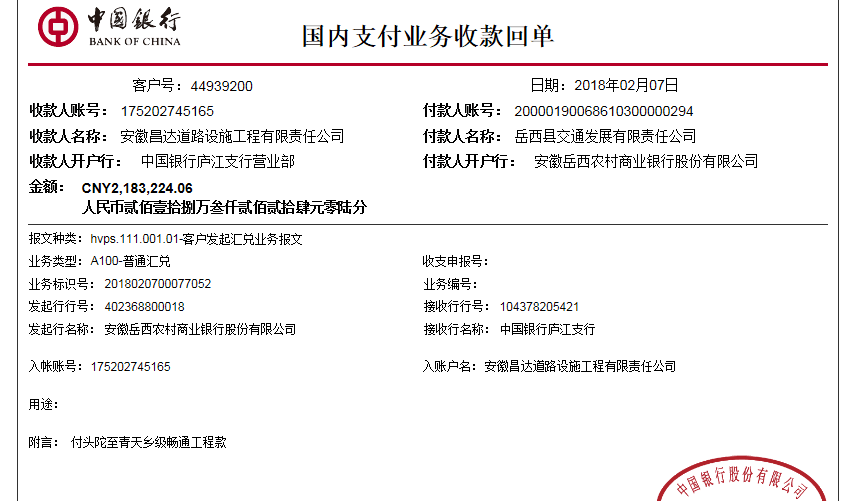 中国银行
BANK OF CHINA
国内支付业务收款回单
客户号：44939200 日期：2018年02月07日
收款人账号：175202745165 付款人账号：20000190068610300000294
收款人名称：安徽昌达道路设施工程有限责任公司 付款人名称：岳西县交通发展有限责任公司
收款人开户行：中国银行庐江支行营业部 付款人开户行：安徽岳西农村商业银行股份有限公司
金额：CNY2,183,224.06
人民币贰佰壹拾捌万叁仟贰佰贰拾肆元零陆分
报文种类：hvps.111.001.01-客户发起汇兑业务报文
业务类型：A100-普通汇兑 收支申报号：
业务标识号：2018020700077052 业务编号：
发起行行号：402368800018 接收行行号：104378205421
发起行名称：安徽岳西农村商业银行股份有限公司 接收行名称：中国银行庐江支行
入帐账号：175202745165 入账户名：安徽昌达道路设施工程有限责任公司
用途：
附言：付头陀至青天乡级畅通工程款
中国银行股份有限公司